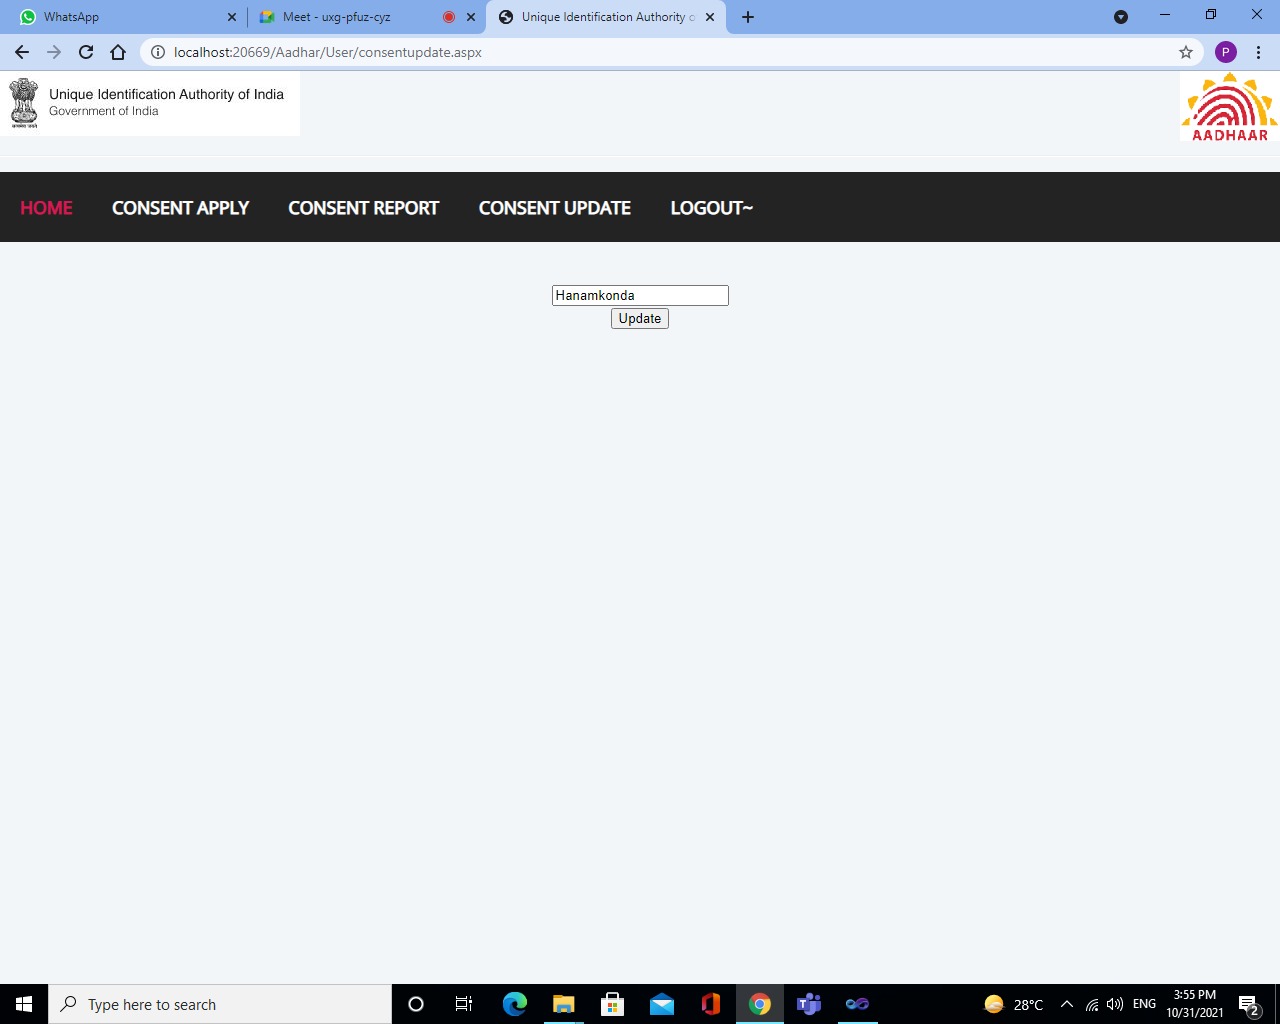 WhatsApp
Meet - uxg-pfuz-cyz
Unique Identification Authority o
localhost:20669/Aadhar/User/consentupdate.aspx
P
Unique Identification Authority of India
Government of India
AADHAAR
HOME CONSENT APPLY CONSENT REPORT CONSENT UPDATE LOGOUT~
Hanamkonda
Update
Type here to search
28°C
ENG
3:55 PM
10/31/2021
2